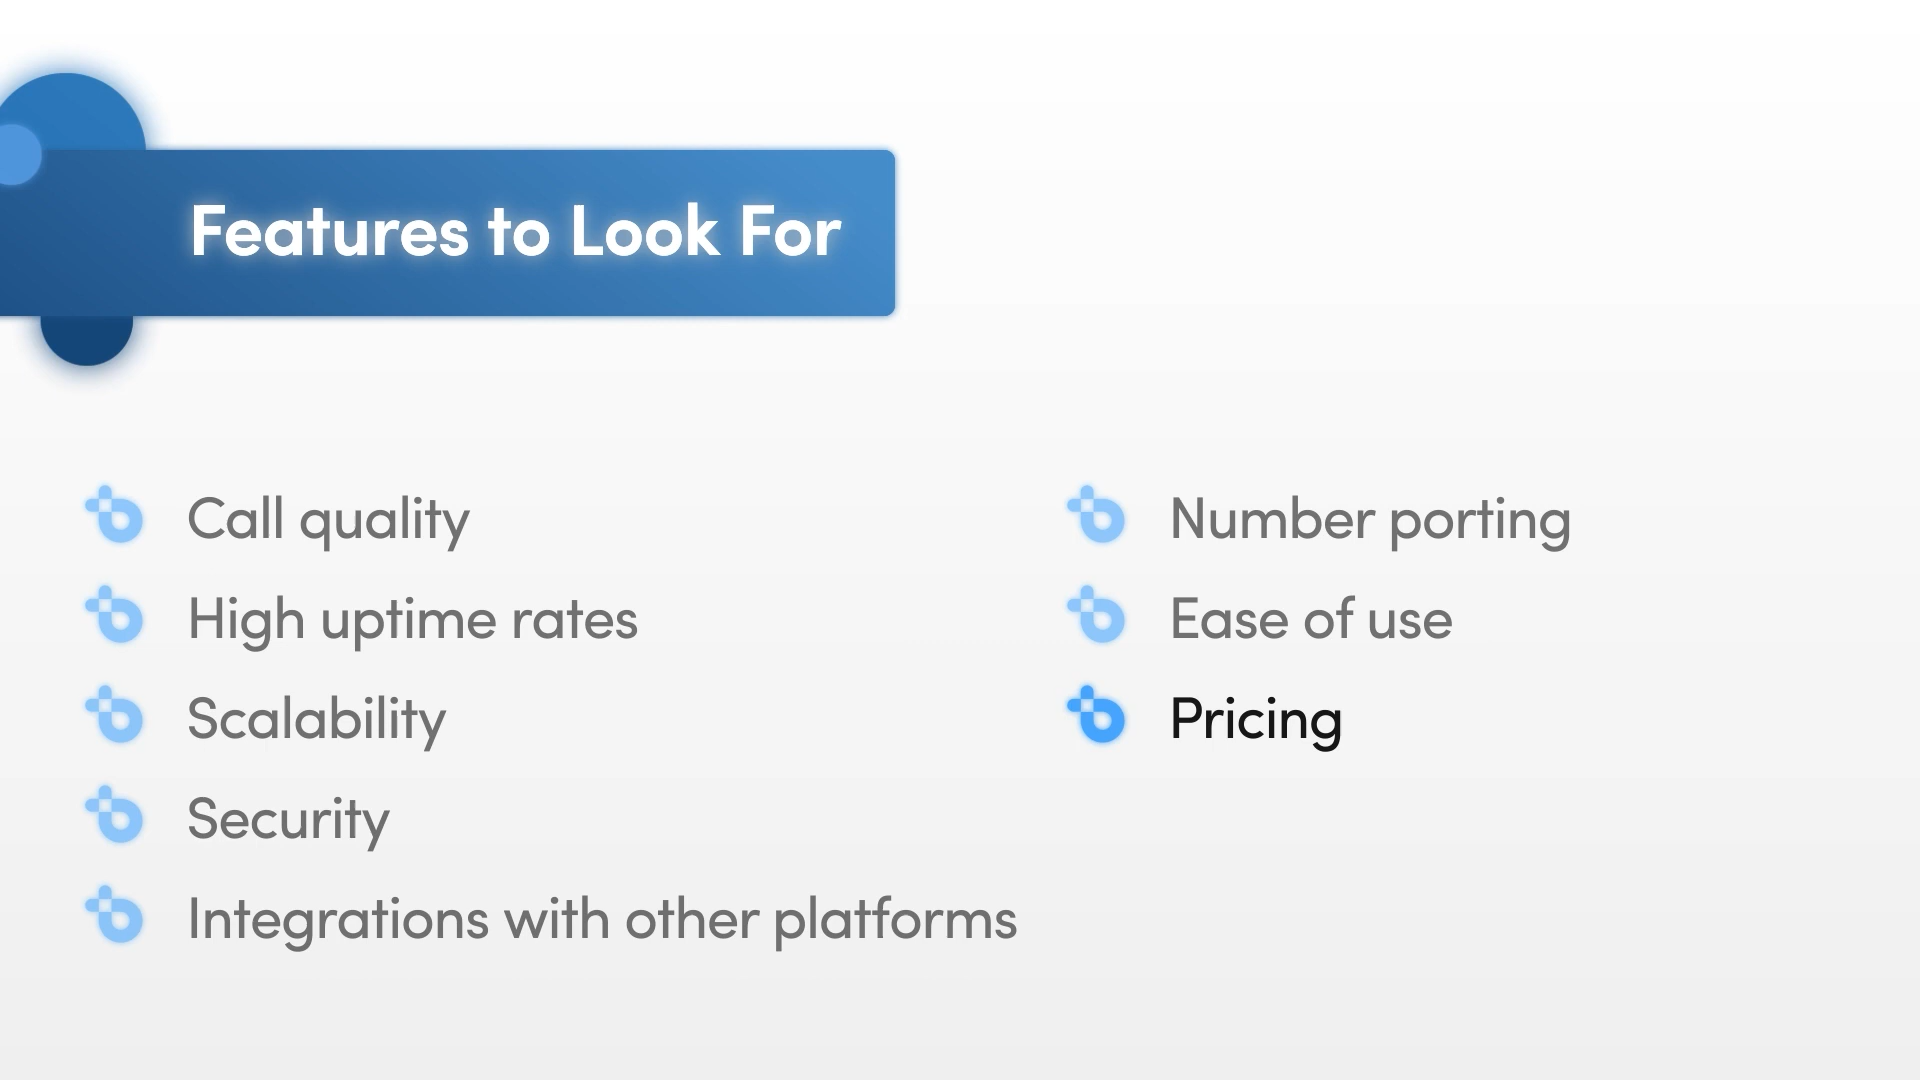 Features to Look For
Call quality
High uptime rates
Scalability
Security
Integrations with other platforms
Number porting
Ease of use
Pricing